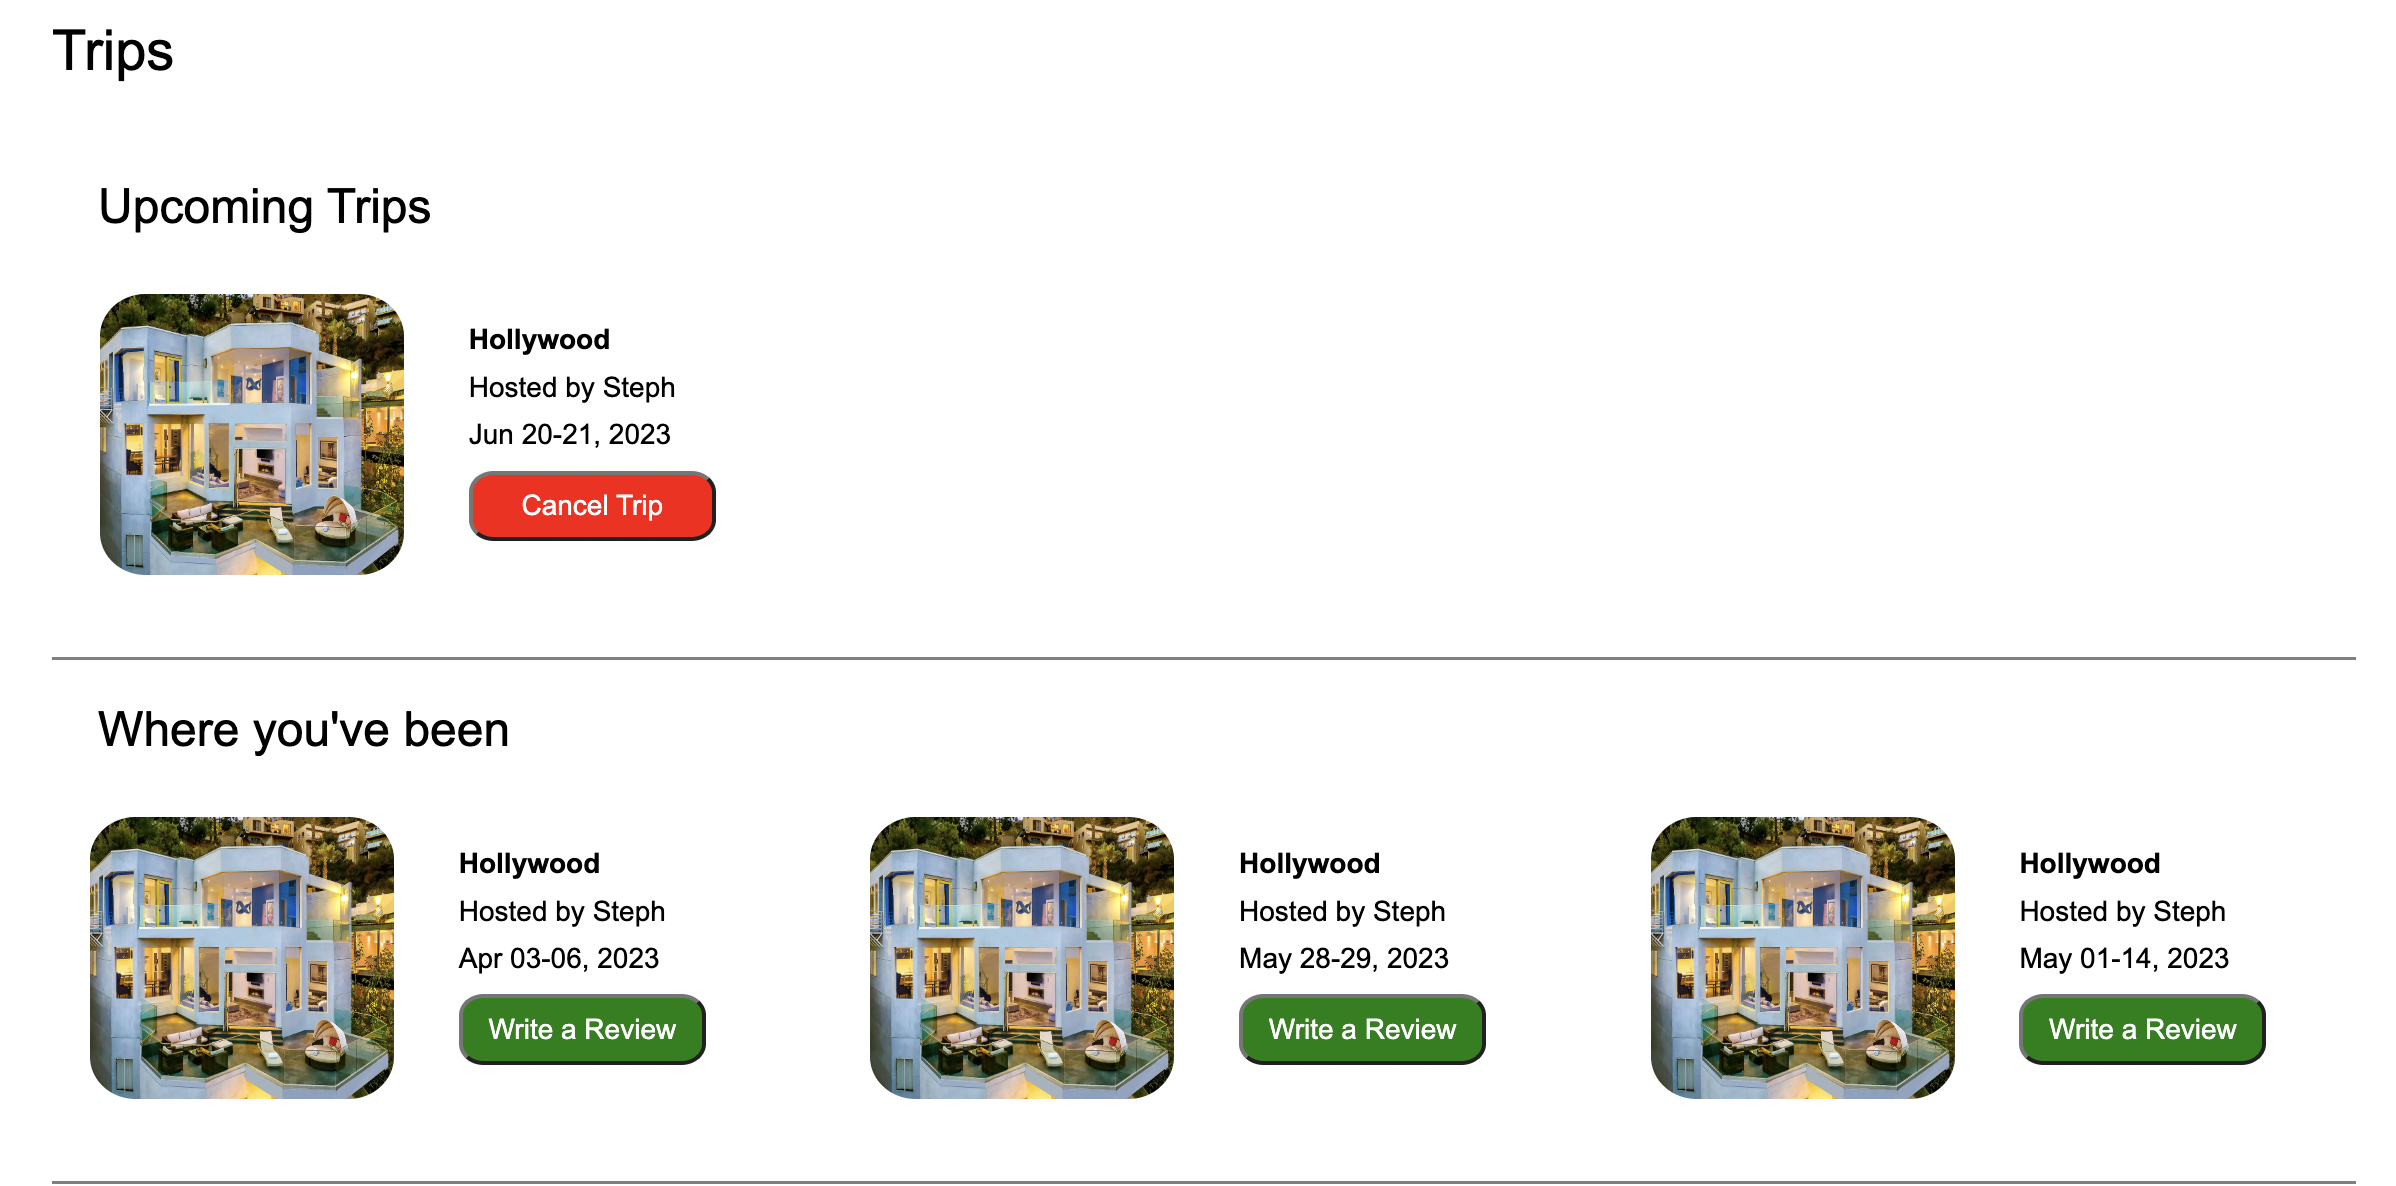 Trips
Upcoming Trips
Hollywood
Hosted by Steph
Jun 20-21, 2023
Cancel Trip
Where you've been
Hollywood
Hosted by Steph
Apr 03-06, 2023
Write a Review
Hollywood
Hosted by Steph
May 28-29, 2023
Write a Review
Hollywood
Hosted by Steph
May 01-14, 2023
Write a Review